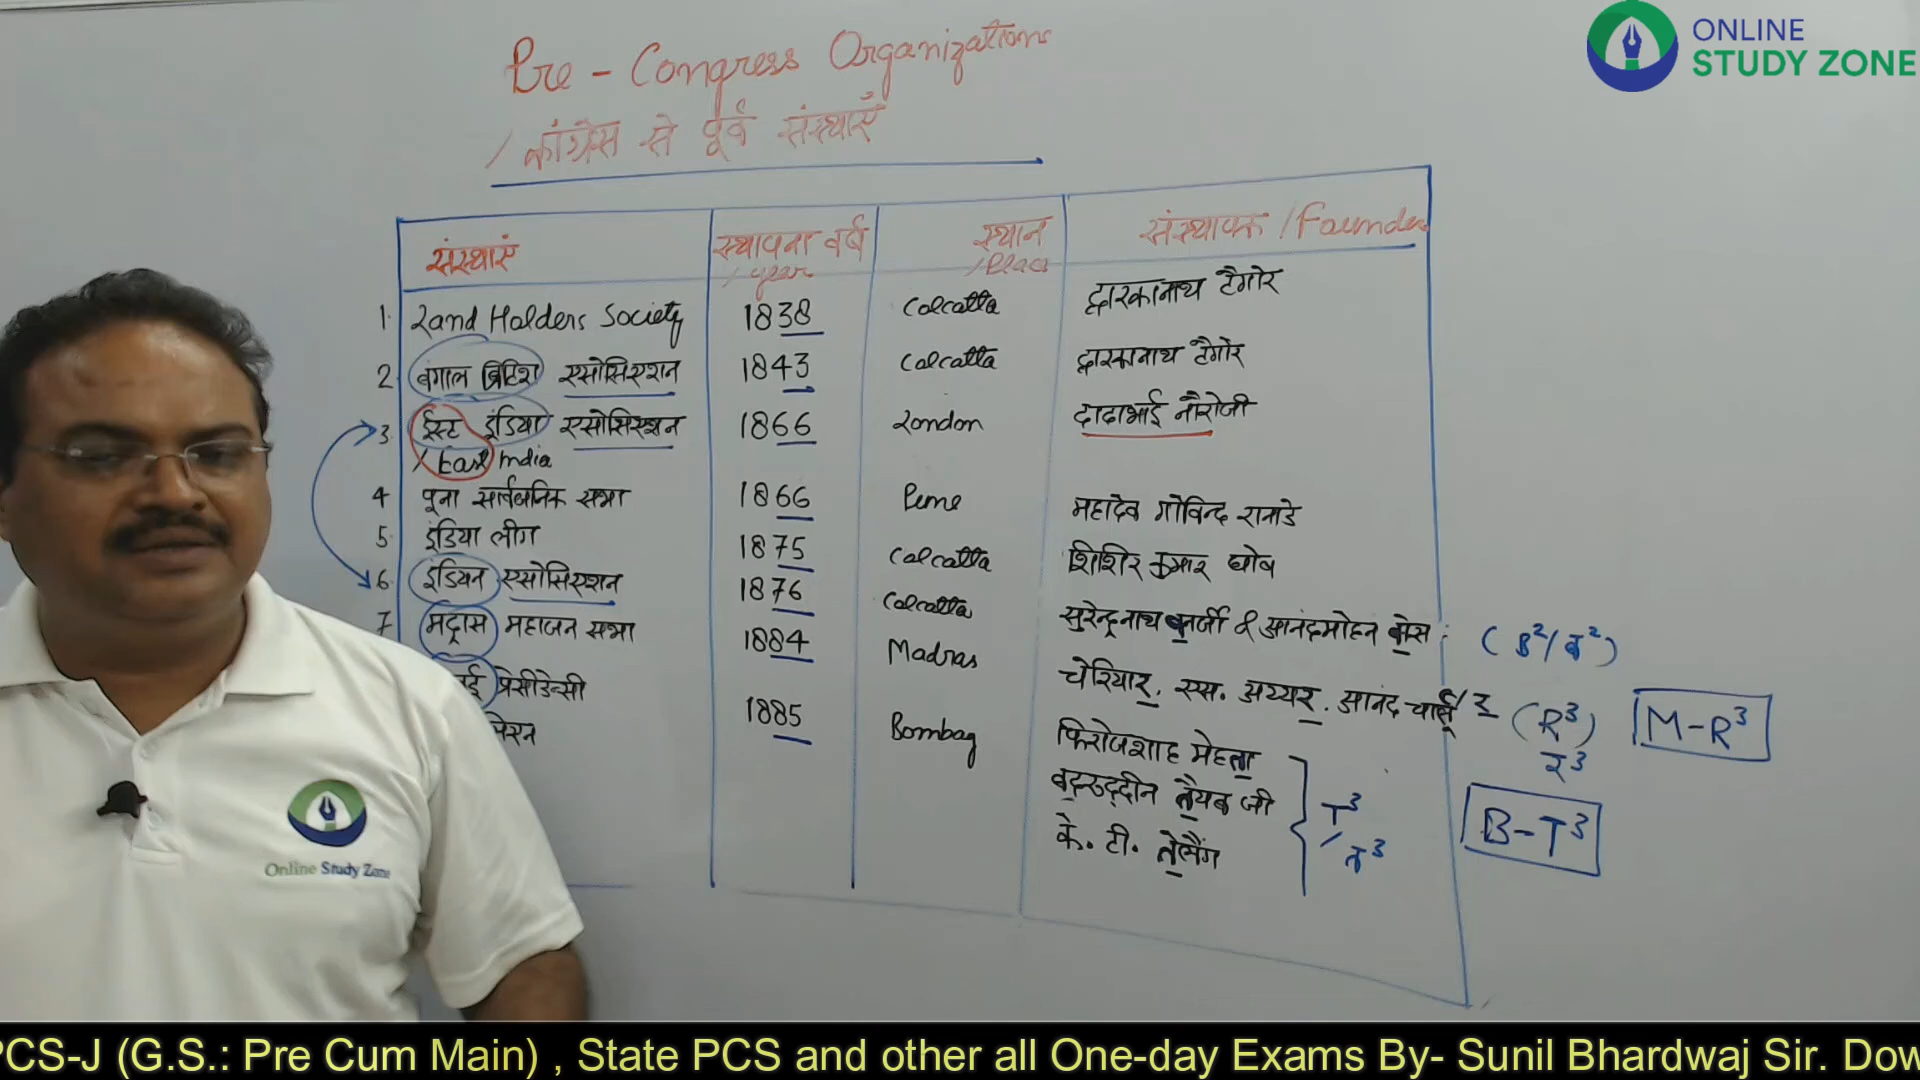 ONLINE
STUDY ZONE
Pre - Congress Organizations
/ कांग्रेस से पूर्व संस्थाएँ
संस्थाएं स्थापना वर्ष / year स्थान / Place संस्थापक / Founder
1. Land Holders Society 1838 Calcatta द्वारकानाथ टैगोर
2. बंगाल ब्रिटिश एसोसिएशन 1843 Calcatta द्वारकानाथ टैगोर
3. ईस्ट इंडिया एसोसिएशन 1866 London दादाभाई नौरोजी
/ East India
4 पूना सार्वजनिक सभा 1866 Pune महादेव गोविन्द रानाडे
5. इंडिया लीग 1875 Calcatta शिशिर कुमार घोष
6. इंडियन एसोसिएशन 1876 Calcatta सुरेन्द्रनाथ बनर्जी & आनंदमोहन बोस : (B²/ब²)
7 मद्रास महाजन सभा 1884 Madras चेरियार, एस. अय्यर, आनंद चार्लू / र (R³) M-R³
र³
प्रेसीडेन्सी 1885 Bombay फिरोजशाह मेहता
बद्रुद्दीन तैयब जी T³ B-T³
/ त³
के. टी. तेलंग
Online Study Zone
PCS-J (G.S.: Pre Cum Main) , State PCS and other all One-day Exams By- Sunil Bhardwaj Sir. Dow